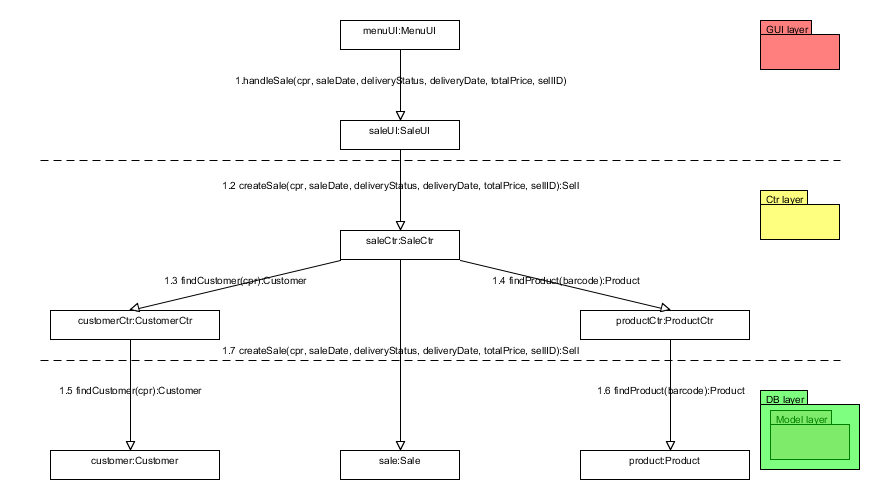 menuUI:MenuUI
GUI layer
1.handleSale(cpr, saleDate, deliveryStatus, deliveryDate, totalPrice, sellID)
saleUI:SaleUI
1.2 createSale(cpr, saleDate, deliveryStatus, deliveryDate, totalPrice, sellID):Sell
Ctr layer
saleCtr:SaleCtr
1.3 findCustomer(cpr):Customer
1.4 findProduct(barcode):Product
customerCtr:CustomerCtr
productCtr:ProductCtr
1.7 createSale(cpr, saleDate, deliveryStatus, deliveryDate, totalPrice, sellID):Sell
1.5 findCustomer(cpr):Customer
1.6 findProduct(barcode):Product
DB layer
Model layer
customer:Customer
sale:Sale
product:Product